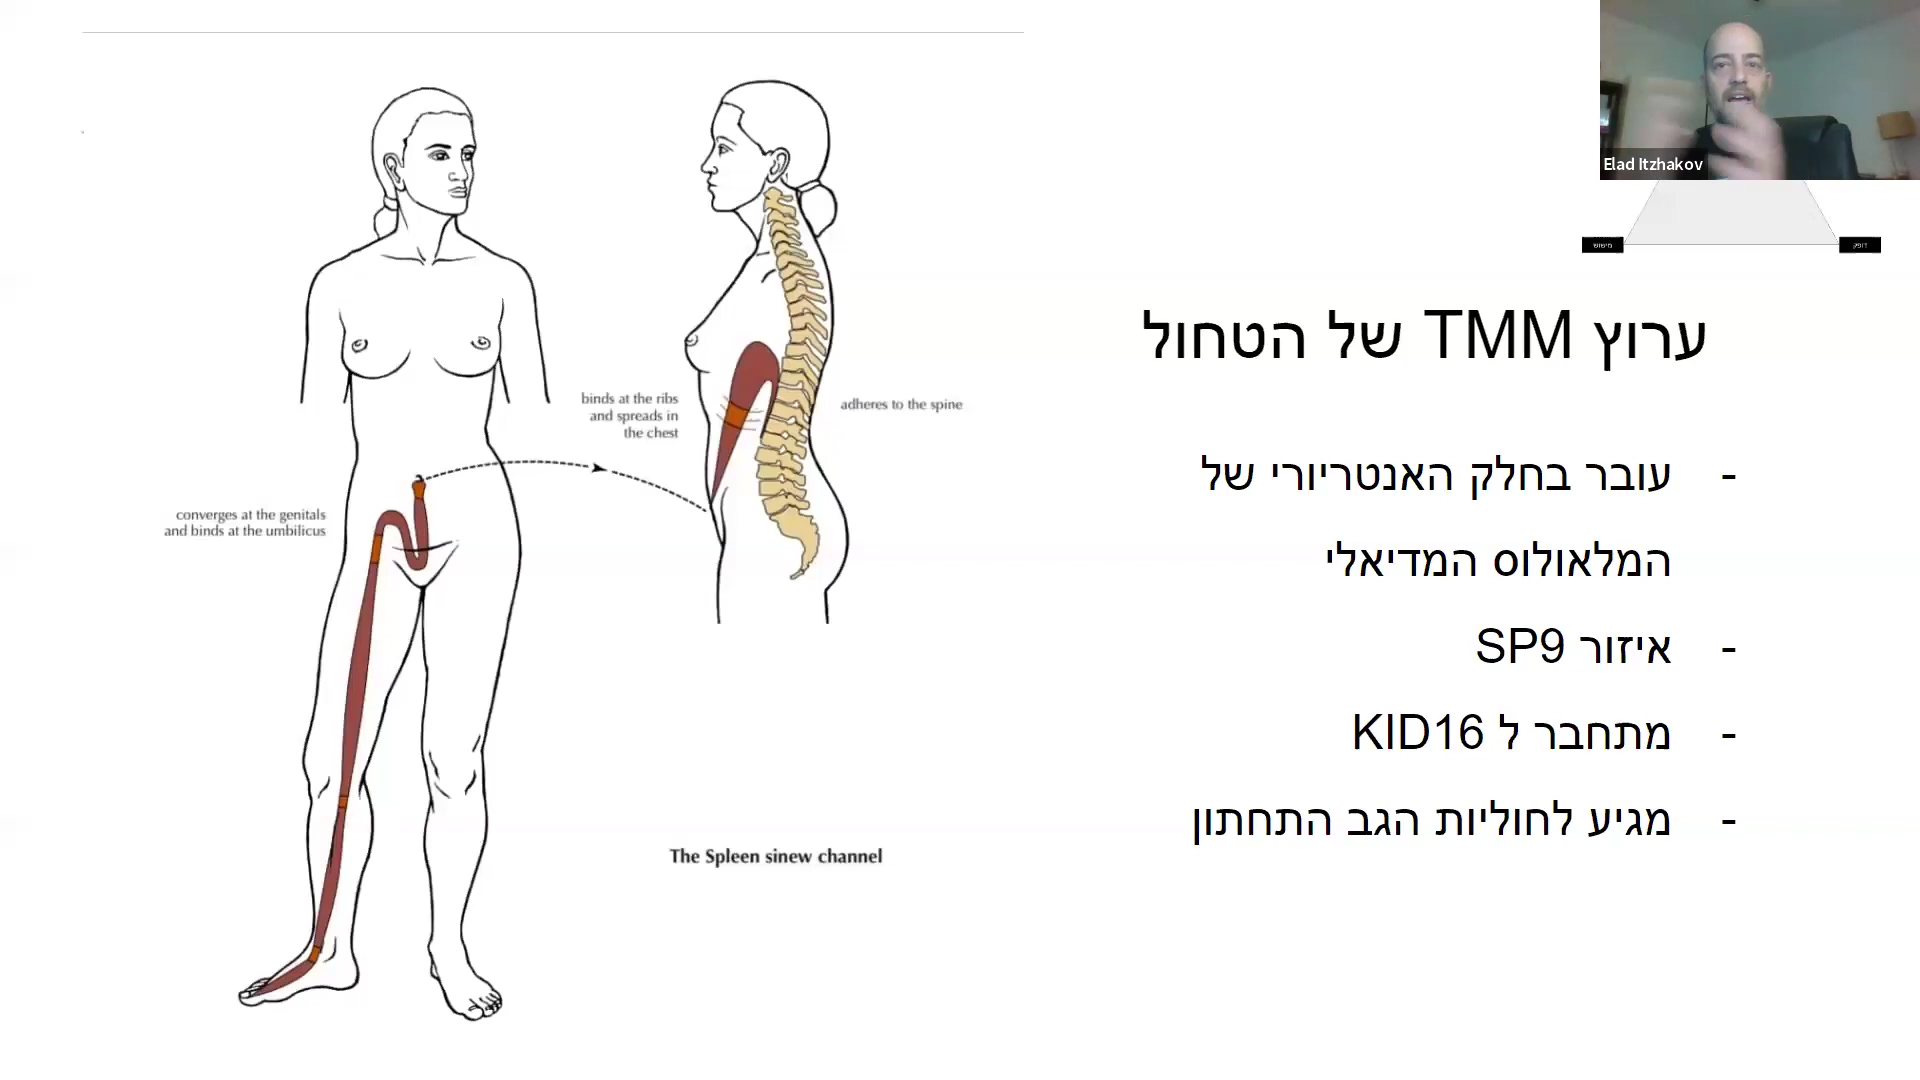 Elad Itzhakov
מישוש
דופק
ערוץ TMM של הטחול
- עובר בחלק האנטריורי של
המלאולוס המדיאלי
- איזור SP9
- מתחבר ל KID16
- מגיע לחוליות הגב התחתון
binds at the ribs
and spreads in
the chest
adheres to the spine
converges at the genitals
and binds at the umbilicus
The Spleen sinew channel